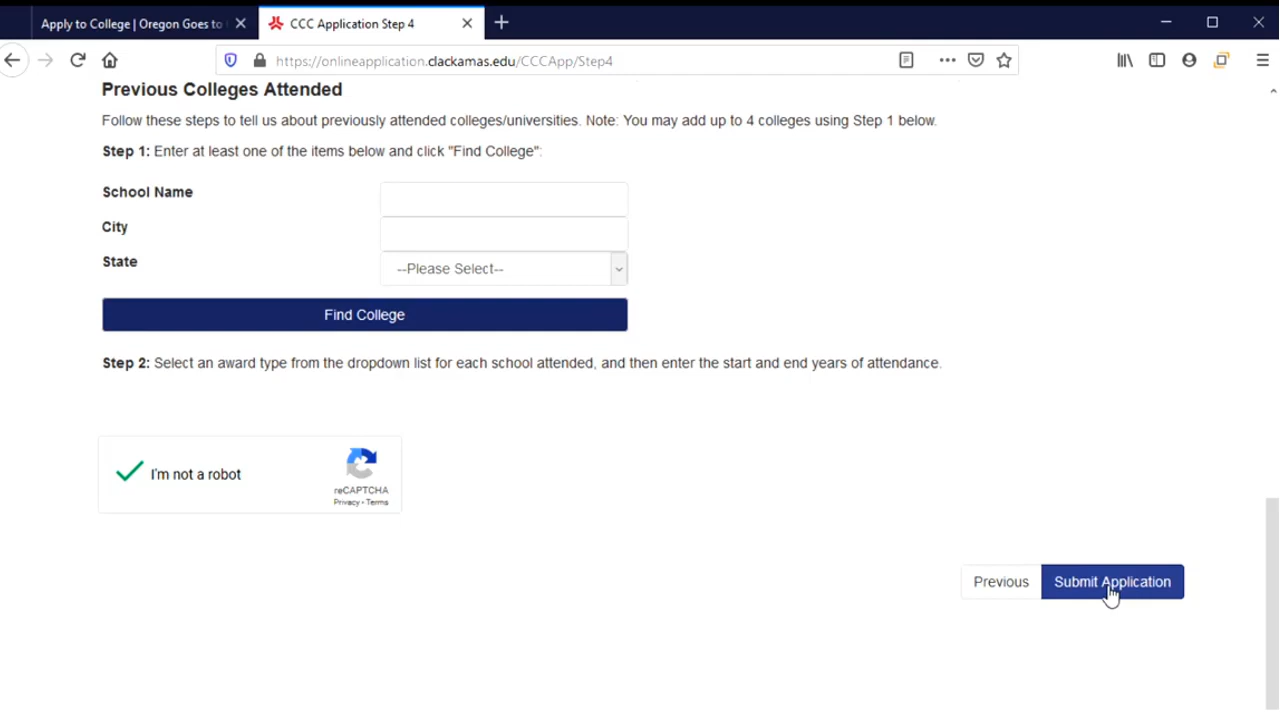 Apply to College | Oregon Goes to
CCC Application Step 4
https://onlineapplication.clackamas.edu/CCCApp/Step4
Previous Colleges Attended
Follow these steps to tell us about previously attended colleges/universities. Note: You may add up to 4 colleges using Step 1 below.
Step 1: Enter at least one of the items below and click "Find College":
School Name
City
State
--Please Select--
Find College
Step 2: Select an award type from the dropdown list for each school attended, and then enter the start and end years of attendance.
I'm not a robot
reCAPTCHA
Privacy - Terms
Previous
Submit Application